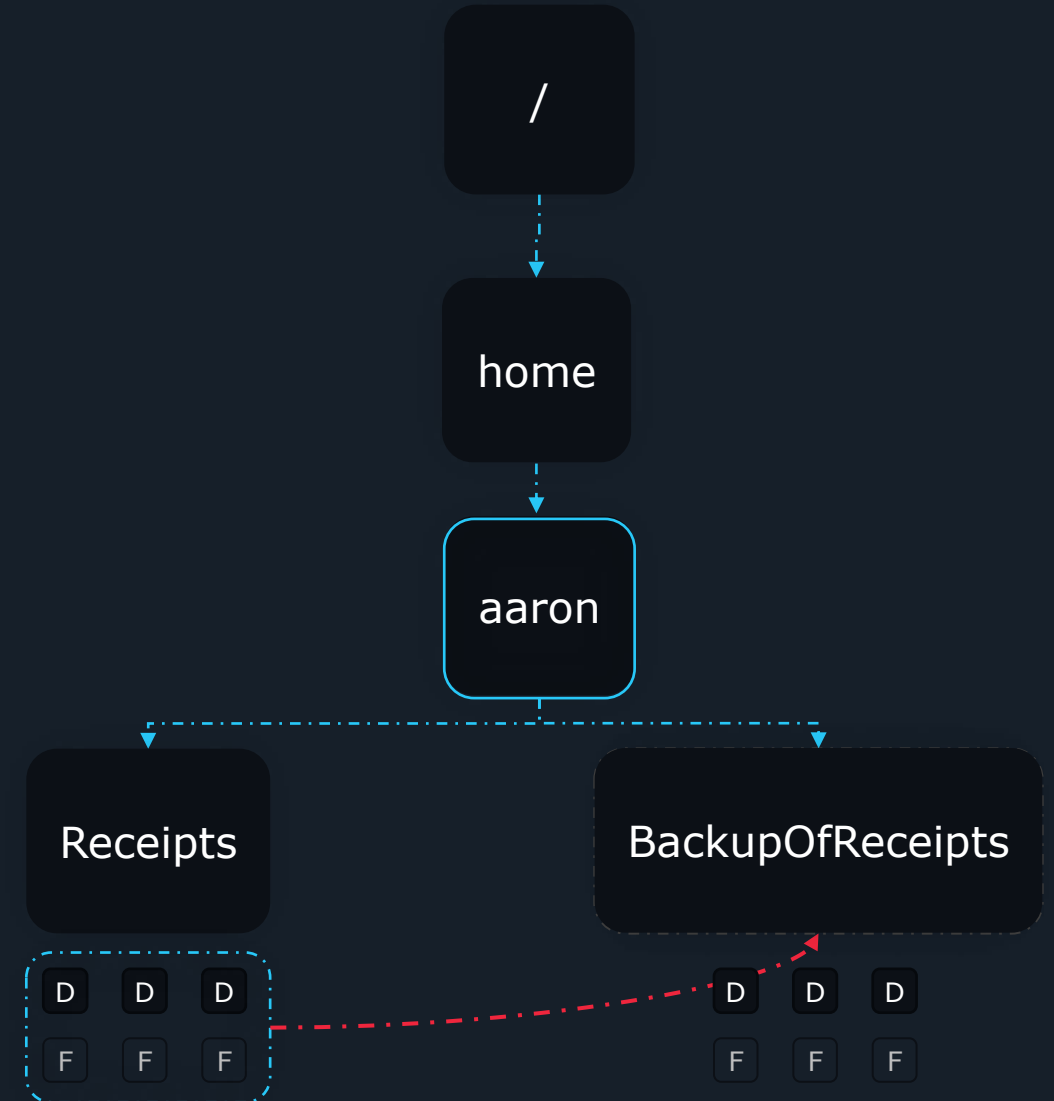 /
home
aaron
Receipts
BackupOfReceipts
D D D
D D D
F F F
F F F